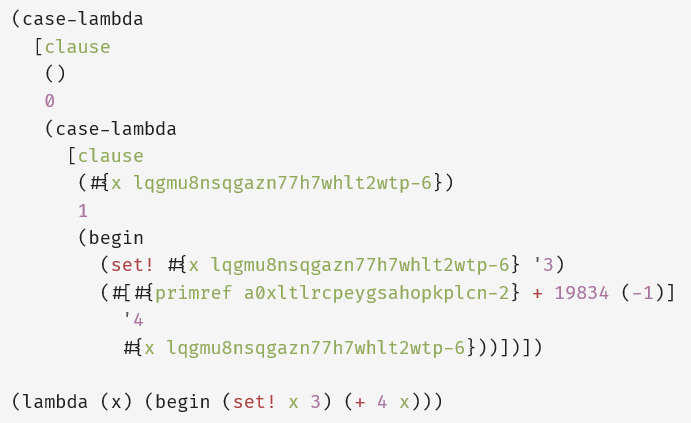 (case-lambda
  [clause
   ()
   0
   (case-lambda
     [clause
      (#{x lqgmu8nsqgazn77h7whlt2wtp-6})
      1
      (begin
        (set! #{x lqgmu8nsqgazn77h7whlt2wtp-6} '3)
        (#[#{primref a0xltlrcpeygsahopkplcn-2} + 19834 (-1)]
          '4
          #{x lqgmu8nsqgazn77h7whlt2wtp-6}))])])
(lambda (x) (begin (set! x 3) (+ 4 x)))